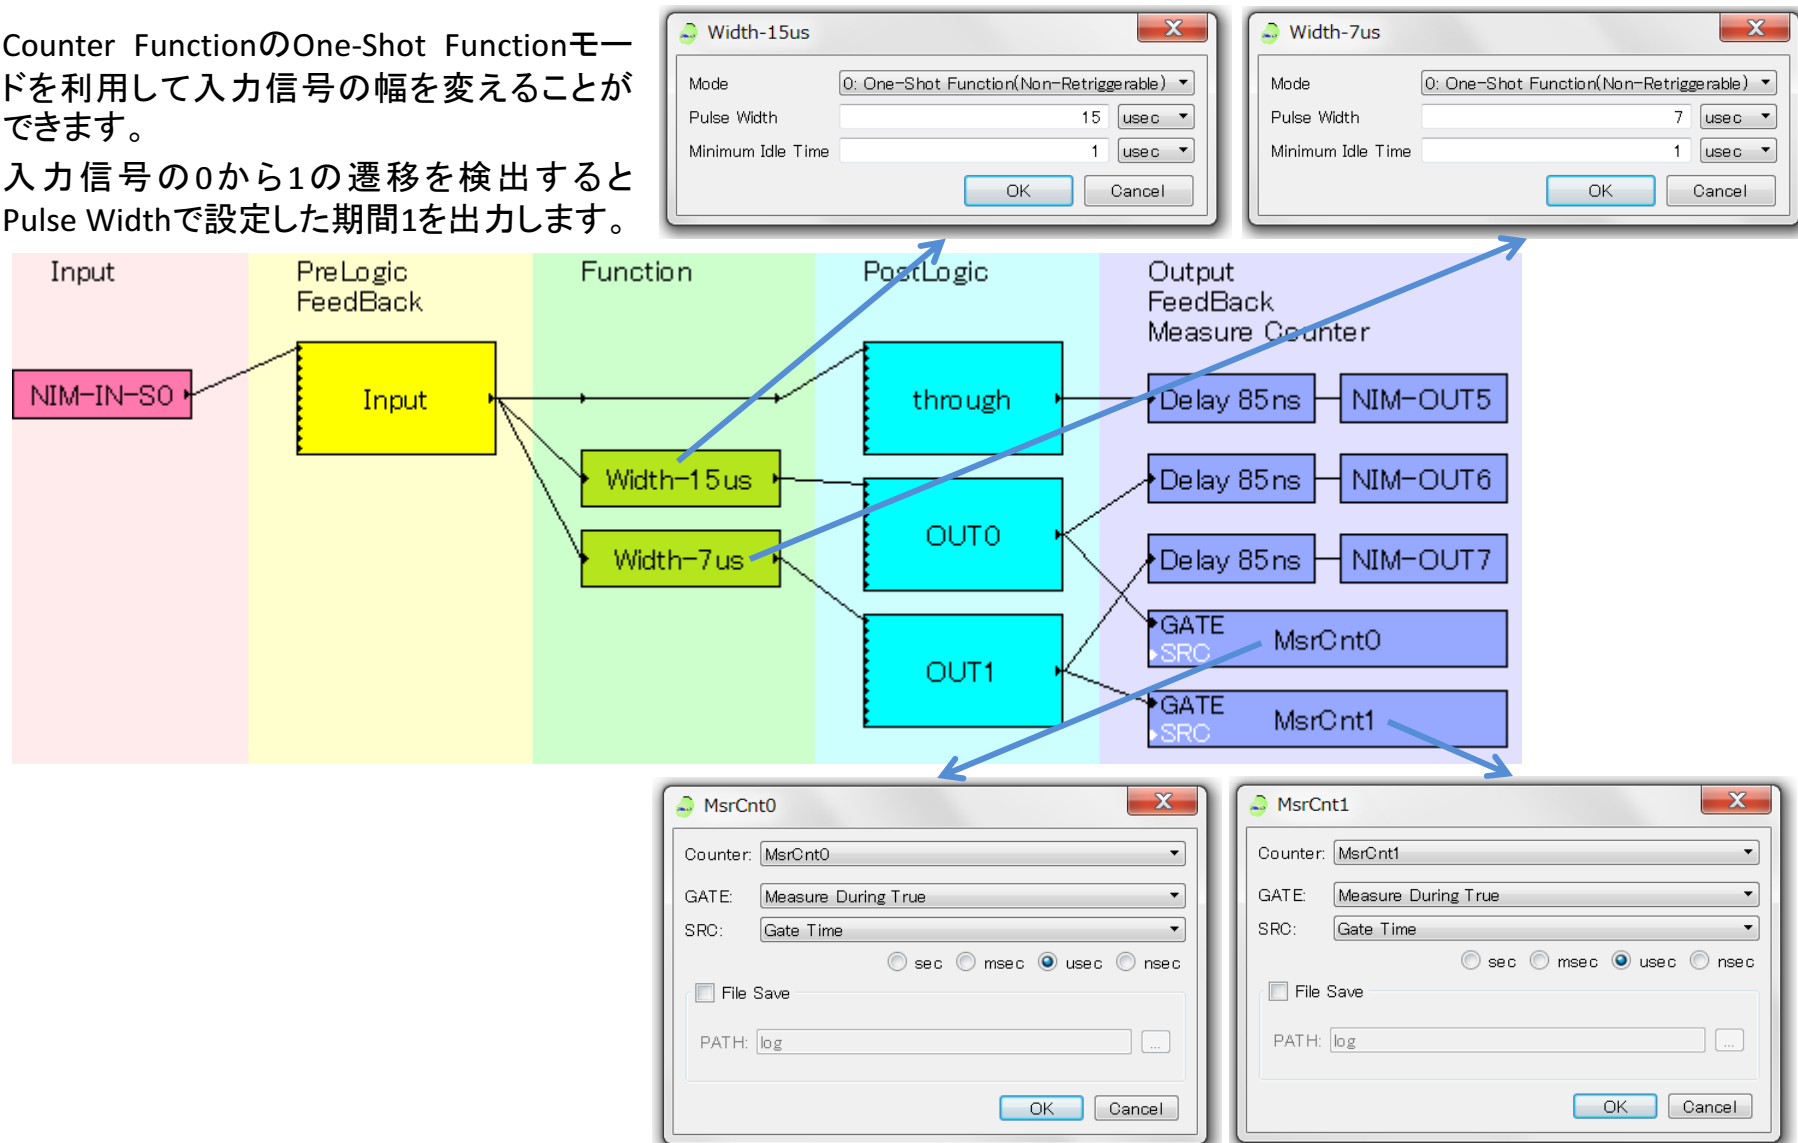 Counter FunctionのOne-Shot Functionモー
ドを利用して入力信号の幅を変えることが
できます。
入力信号の0から1の遷移を検出すると
Pulse Widthで設定した期間1を出力します。
Width-15us
Mode
0: One-Shot Function(Non-Retriggerable)
Pulse Width
15
usec
Minimum Idle Time
1
usec
OK
Cancel
Width-7us
Mode
0: One-Shot Function(Non-Retriggerable)
Pulse Width
7
usec
Minimum Idle Time
1
usec
OK
Cancel
Input
PreLogic
FeedBack
Function
PostLogic
Output
FeedBack
Measure Counter
NIM-IN-S0
Input
through
Delay 85ns
NIM-OUT5
Width-15us
OUT0
Delay 85ns
NIM-OUT6
Width-7us
Delay 85ns
NIM-OUT7
OUT1
GATE
SRC
MsrCnt0
GATE
SRC
MsrCnt1
MsrCnt0
Counter:
MsrCnt0
GATE:
Measure During True
SRC:
Gate Time
sec
msec
usec
nsec
File Save
PATH:
log
...
OK
Cancel
MsrCnt1
Counter:
MsrCnt1
GATE:
Measure During True
SRC:
Gate Time
sec
msec
usec
nsec
File Save
PATH:
log
...
OK
Cancel